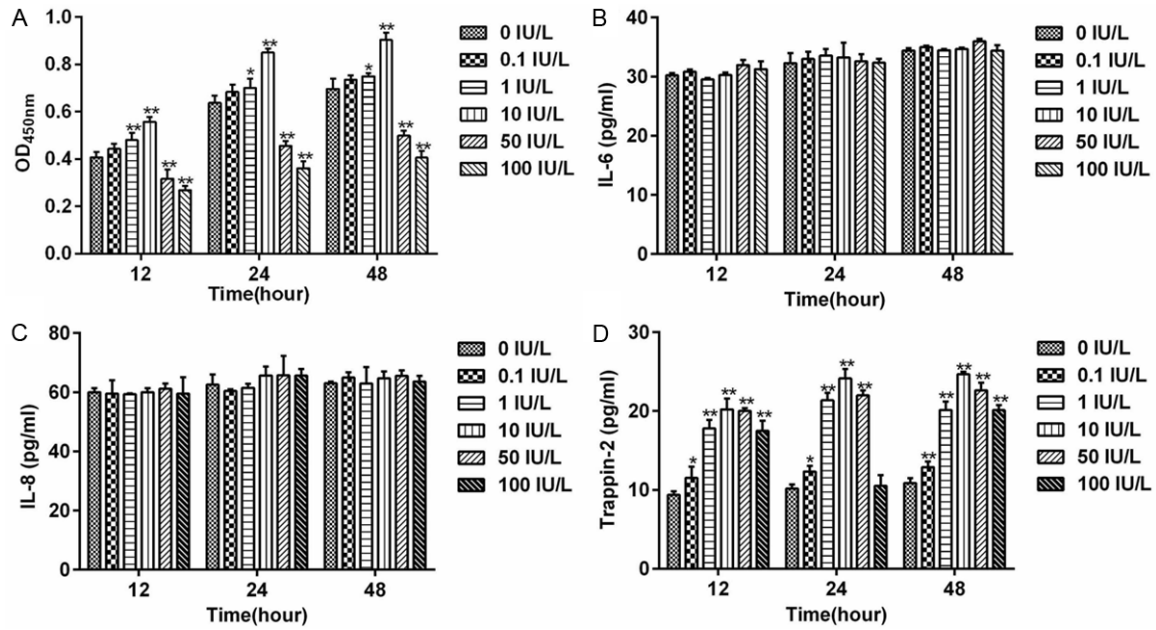 A
OD450nm
1.0
0.8
0.6
0.4
0.2
0.0
** ** ** **
* ** ** **
* ** ** **
12 24 48
Time(hour)
0 IU/L
0.1 IU/L
1 IU/L
10 IU/L
50 IU/L
100 IU/L
B
IL-6 (pg/ml)
40
30
20
10
0
12 24 48
Time(hour)
0 IU/L
0.1 IU/L
1 IU/L
10 IU/L
50 IU/L
100 IU/L
C
IL-8 (pg/ml)
80
60
40
20
0
12 24 48
Time(hour)
0 IU/L
0.1 IU/L
1 IU/L
10 IU/L
50 IU/L
100 IU/L
D
Trappin-2 (pg/ml)
30
20
10
0
* ** ** ** **
* ** ** **
** ** ** ** **
12 24 48
Time(hour)
0 IU/L
0.1 IU/L
1 IU/L
10 IU/L
50 IU/L
100 IU/L